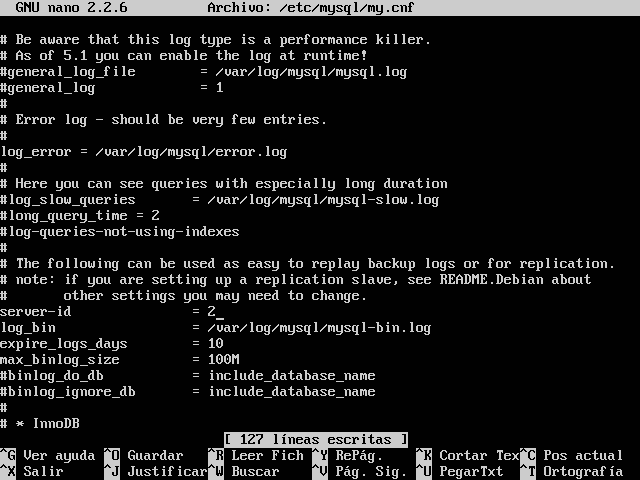 GNU nano 2.2.6 Archivo: /etc/mysql/my.cnf
# Be aware that this log type is a performance killer.
# As of 5.1 you can enable the log at runtime!
#general_log_file = /var/log/mysql/mysql.log
#general_log = 1
#
# Error log - should be very few entries.
#
log_error = /var/log/mysql/error.log
#
# Here you can see queries with especially long duration
#log_slow_queries = /var/log/mysql/mysql-slow.log
#long_query_time = 2
#log-queries-not-using-indexes
#
# The following can be used as easy to replay backup logs or for replication.
# note: if you are setting up a replication slave, see README.Debian about
# other settings you may need to change.
server-id = 2_
log_bin = /var/log/mysql/mysql-bin.log
expire_logs_days = 10
max_binlog_size = 100M
#binlog_do_db = include_database_name
#binlog_ignore_db = include_database_name
#
# * InnoDB
[ 127 líneas escritas ]
^G Ver ayuda ^O Guardar ^R Leer Fich ^Y RePág. ^K Cortar Tex ^C Pos actual
^X Salir ^J Justificar ^W Buscar ^V Pág. Sig. ^U PegarTxt ^T Ortografía